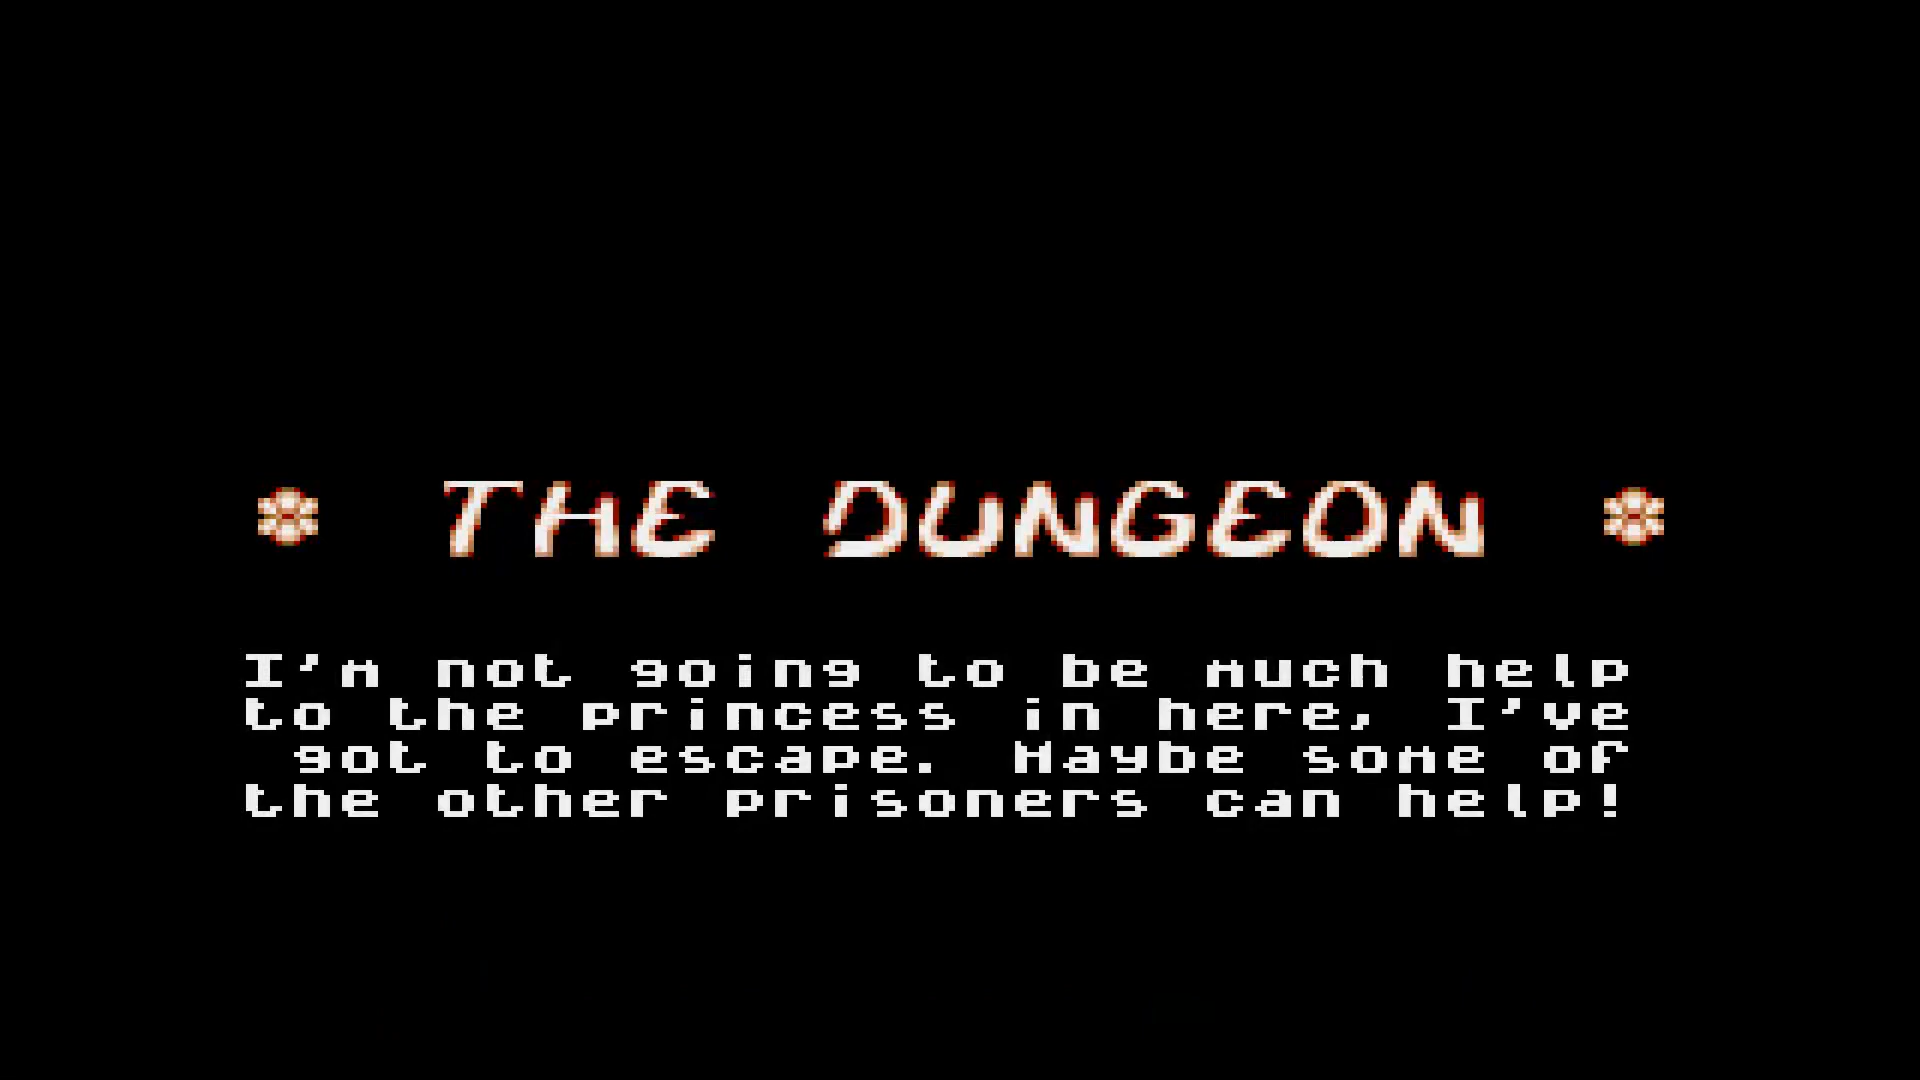 THE DUNGEON
I'm not going to be much help
to the princess in here, I've
got to escape. Maybe some of
the other prisoners can help!